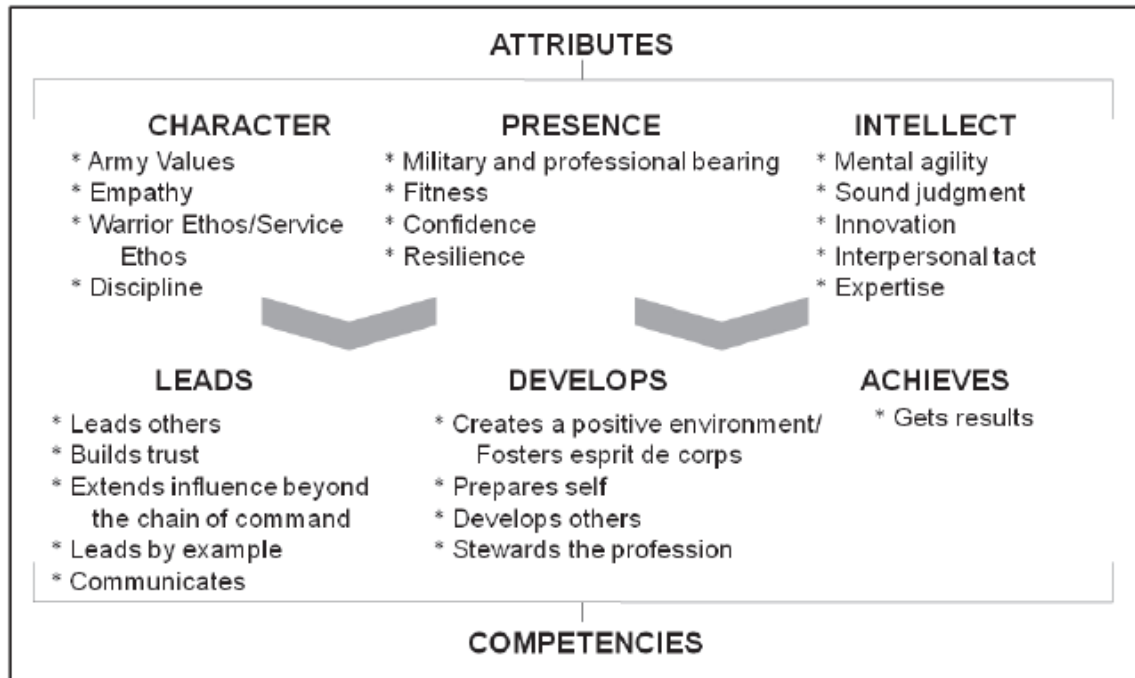 ATTRIBUTES
CHARACTER
* Army Values
* Empathy
* Warrior Ethos/Service
Ethos
* Discipline
PRESENCE
* Military and professional bearing
* Fitness
* Confidence
* Resilience
INTELLECT
* Mental agility
* Sound judgment
* Innovation
* Interpersonal tact
* Expertise
LEADS
* Leads others
* Builds trust
* Extends influence beyond
the chain of command
* Leads by example
* Communicates
DEVELOPS
* Creates a positive environment/
Fosters esprit de corps
* Prepares self
* Develops others
* Stewards the profession
ACHIEVES
* Gets results
COMPETENCIES